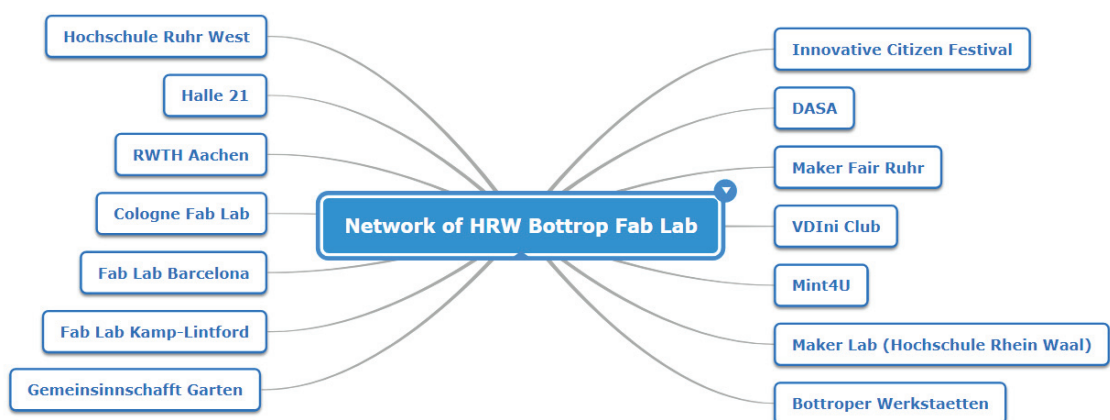 Hochschule Ruhr West
Halle 21
RWTH Aachen
Cologne Fab Lab
Fab Lab Barcelona
Fab Lab Kamp-Lintford
Gemeinsinnschafft Garten
Network of HRW Bottrop Fab Lab
Innovative Citizen Festival
DASA
Maker Fair Ruhr
VDIni Club
Mint4U
Maker Lab (Hochschule Rhein Waal)
Bottroper Werkstaetten